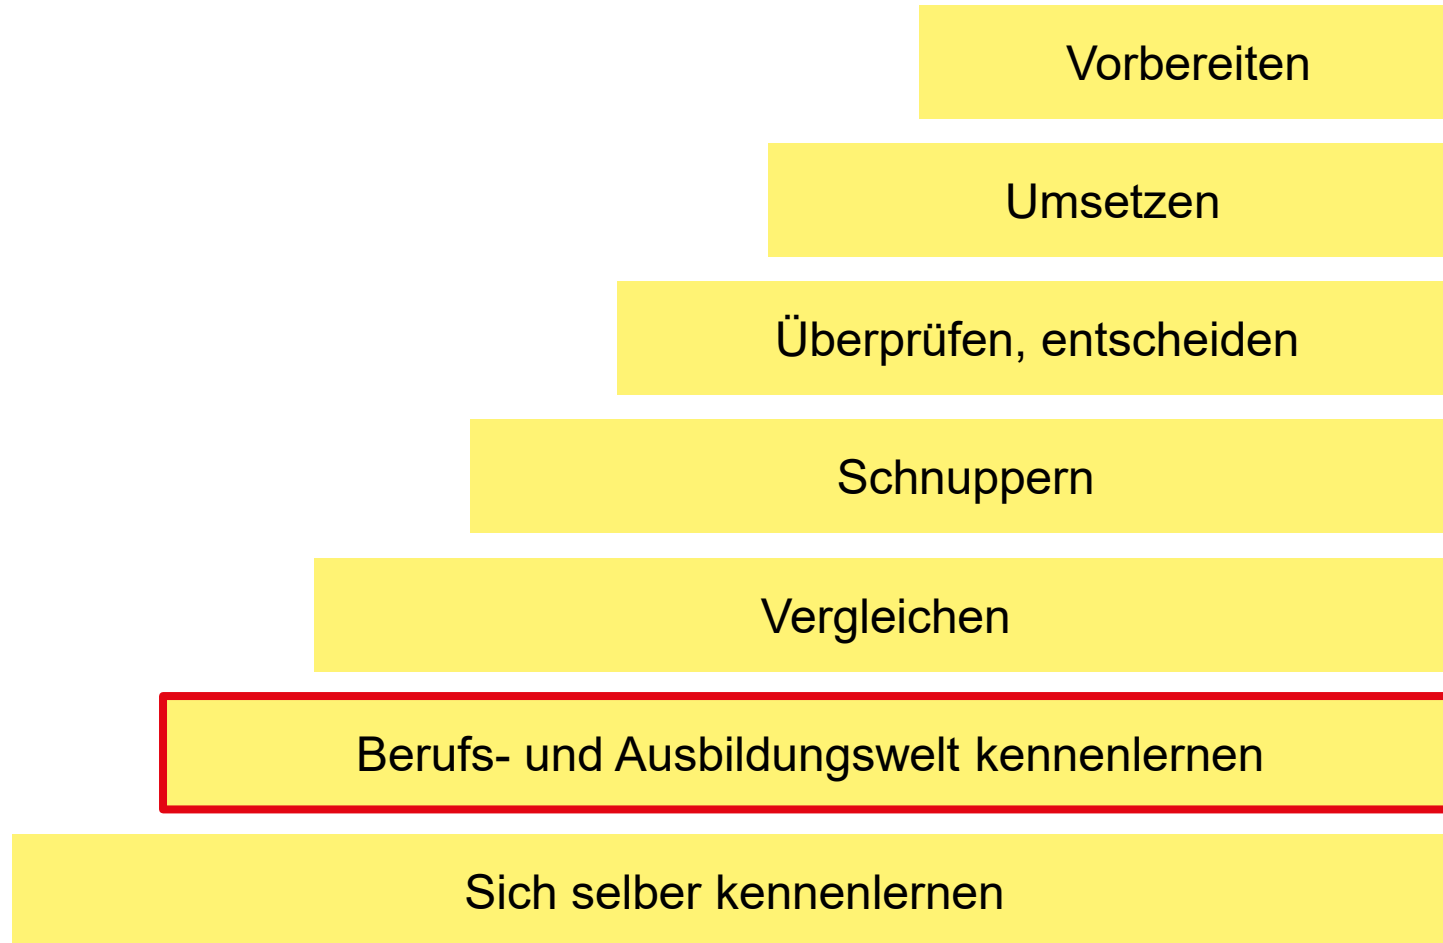 Vorbereiten
Umsetzen
Überprüfen, entscheiden
Schnuppern
Vergleichen
Berufs- und Ausbildungswelt kennenlernen
Sich selber kennenlernen